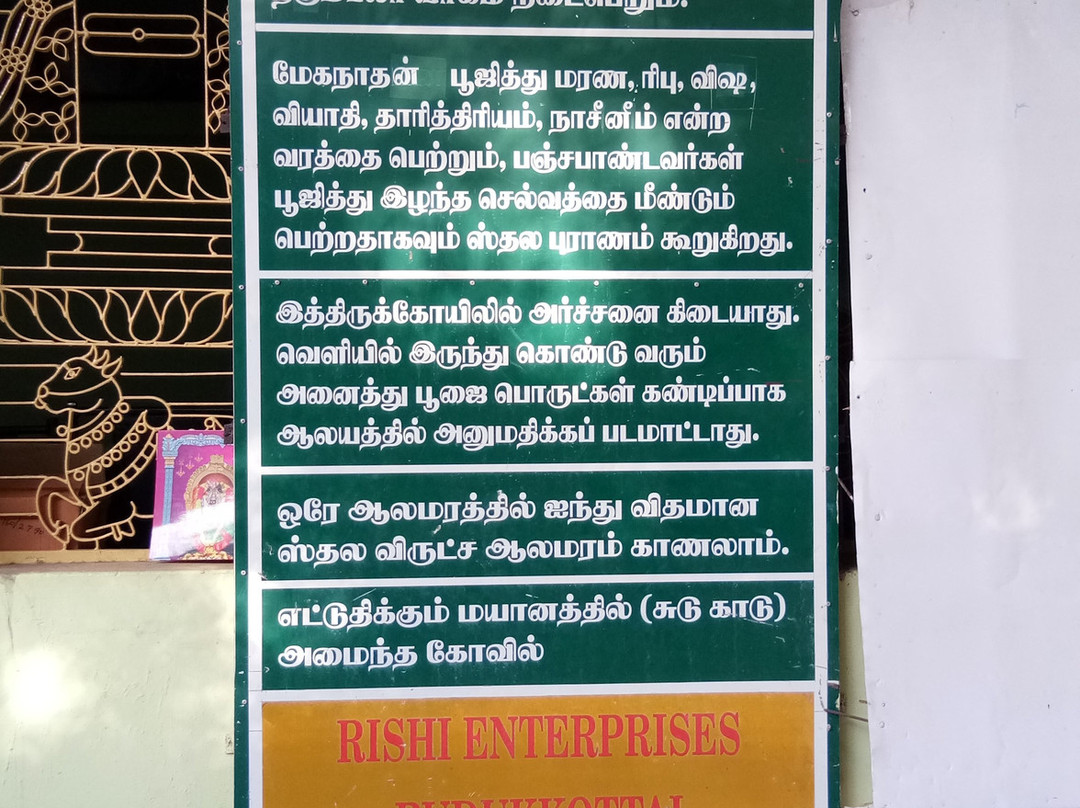 நடைபெறும்.
மேகநாதன் பூஜித்து மரண, ரிபு, விஷ,
வியாதி, தாரித்திரியம், நாசீனீம் என்ற
வரத்தை பெற்றும், பஞ்சபாண்டவர்கள்
பூஜித்து இழந்த செல்வத்தை மீண்டும்
பெற்றதாகவும் ஸ்தல புராணம் கூறுகிறது.
இத்திருக்கோயிலில் அர்ச்சனை கிடையாது.
வெளியில் இருந்து கொண்டு வரும்
அனைத்து பூஜை பொருட்கள் கண்டிப்பாக
ஆலயத்தில் அனுமதிக்கப் படமாட்டாது.
ஒரே ஆலமரத்தில் ஐந்து விதமான
ஸ்தல விருட்ச ஆலமரம் காணலாம்.
எட்டுதிக்கும் மயானத்தில் (சுடு காடு)
அமைந்த கோவில்
RISHI ENTERPRISES
PUDUKKOTTAI